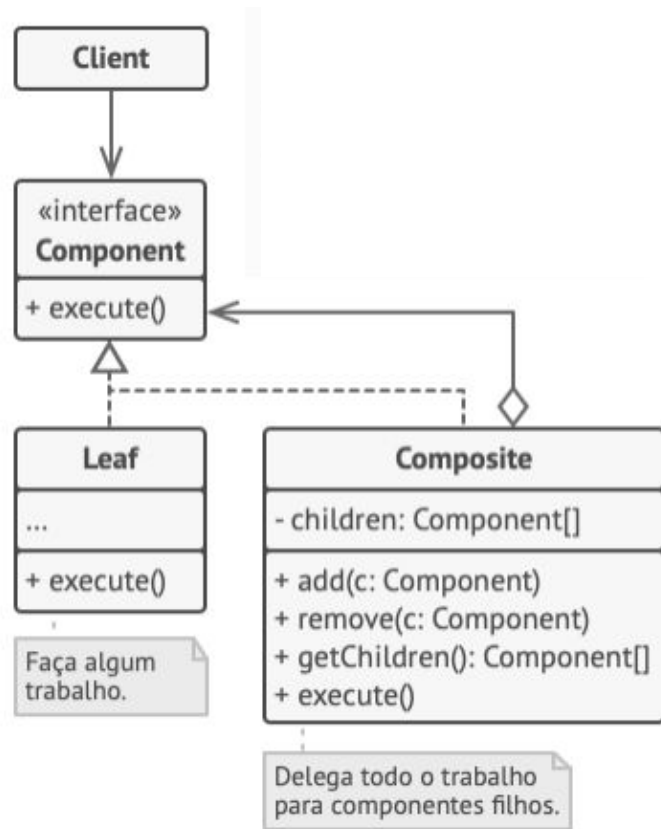 Client
«interface»
Component
+ execute()
Leaf
...
+ execute()
Faça algum
trabalho.
Composite
- children: Component[]
+ add(c: Component)
+ remove(c: Component)
+ getChildren(): Component[]
+ execute()
Delega todo o trabalho
para componentes filhos.